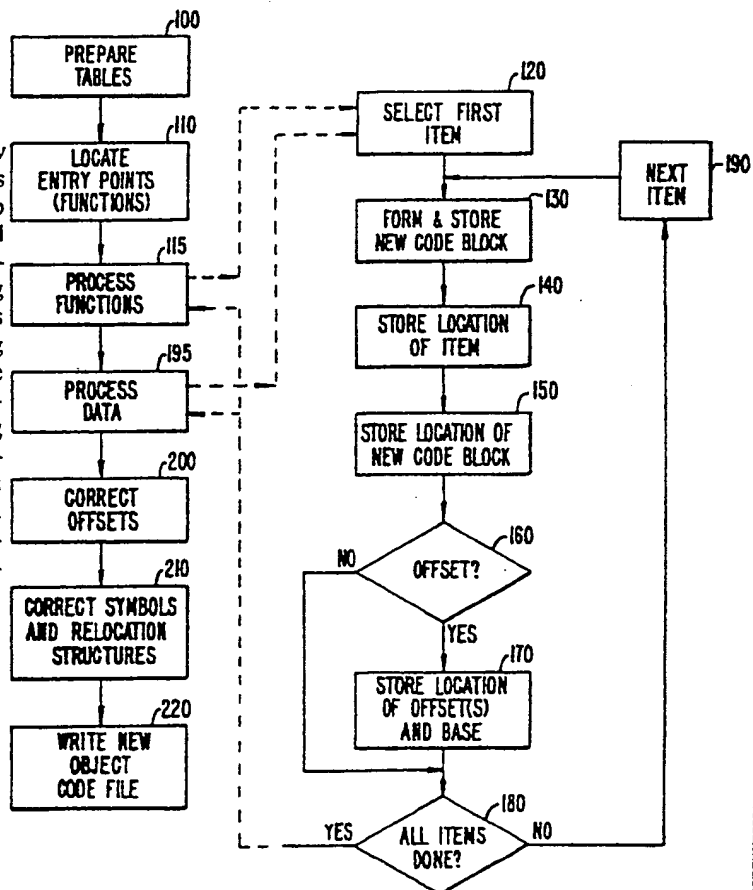 100
PREPARE
TABLES
110
LOCATE
ENTRY POINTS
(FUNCTIONS)
115
PROCESS
FUNCTIONS
195
PROCESS
DATA
200
CORRECT
OFFSETS
210
CORRECT SYMBOLS
AND RELOCATION
STRUCTURES
220
WRITE NEW
OBJECT
CODE FILE
120
SELECT FIRST
ITEM
130
FORM & STORE
NEW CODE BLOCK
140
STORE LOCATION
OF ITEM
150
STORE LOCATION OF
NEW CODE BLOCK
160
NO
OFFSET?
YES
170
STORE LOCATION
OF OFFSET(S)
AND BASE
180
YES
ALL ITEMS
DONE?
NO
NEXT
ITEM
190